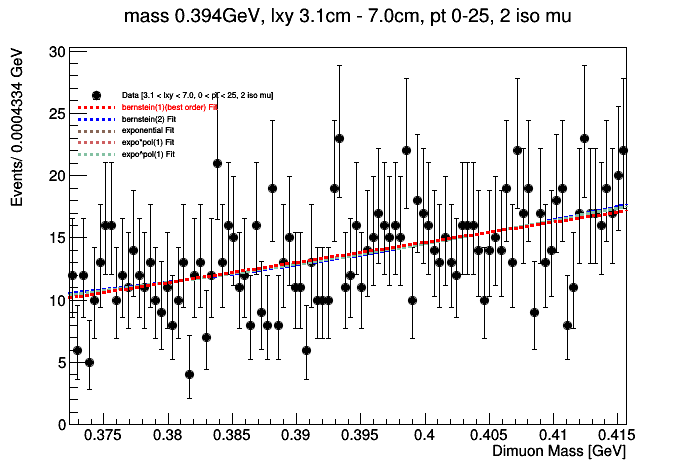 mass 0.394GeV, lxy 3.1cm - 7.0cm, pt 0-25, 2 iso mu
Events/ 0.0004334 GeV
30
25
20
15
10
5
0
Data [3.1 < lxy < 7.0, 0 < pt < 25, 2 iso mu]
bernstein(1)(best order) Fit
bernstein(2) Fit
exponential Fit
expo*pol(1) Fit
expo^pol(1) Fit
0.375 0.38 0.385 0.39 0.395 0.4 0.405 0.41 0.415
Dimuon Mass [GeV]